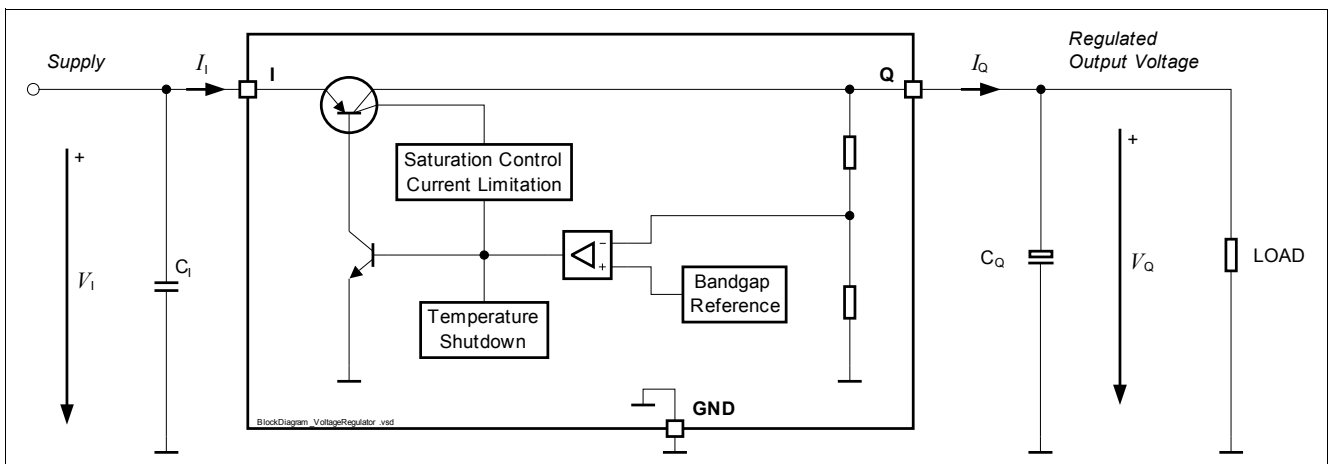 Supply
I_I
I
Q
I_Q
Regulated
Output Voltage
+
V_I
C_I
Saturation Control
Current Limitation
-
+
Bandgap
Reference
Temperature
Shutdown
C_Q
+
V_Q
LOAD
GND
BlockDiagram_VoltageRegulator .vsd